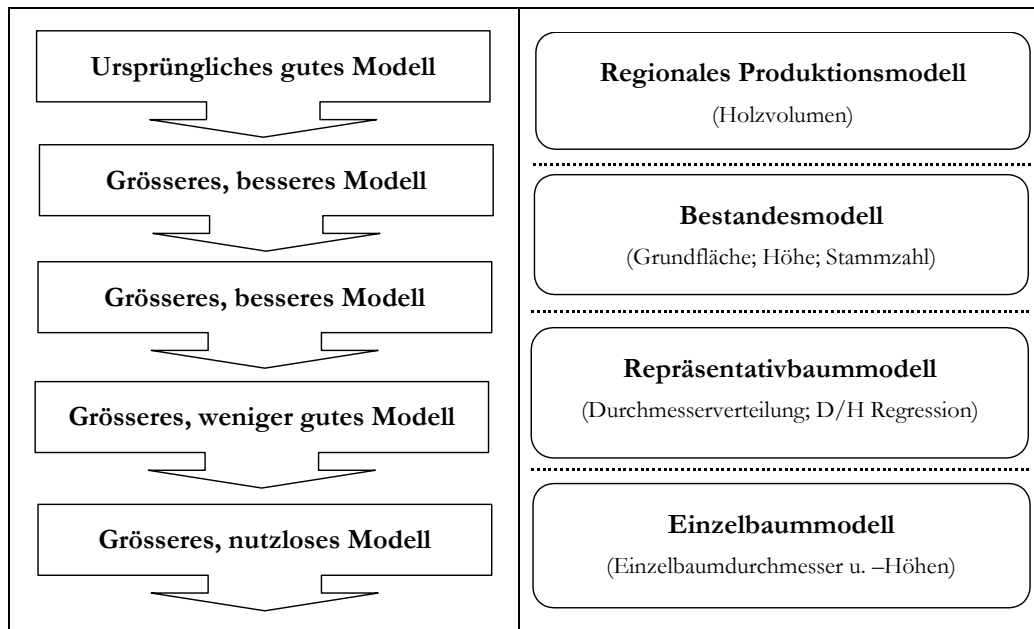 Ursprüngliches gutes Modell
Grösseres, besseres Modell
Grösseres, besseres Modell
Grösseres, weniger gutes Modell
Grösseres, nutzloses Modell
Regionales Produktionsmodell
(Holzvolumen)
Bestandesmodell
(Grundfläche; Höhe; Stammzahl)
Repräsentativbaummodell
(Durchmesserverteilung; D/H Regression)
Einzelbaummodell
(Einzelbaumdurchmesser u. –Höhen)